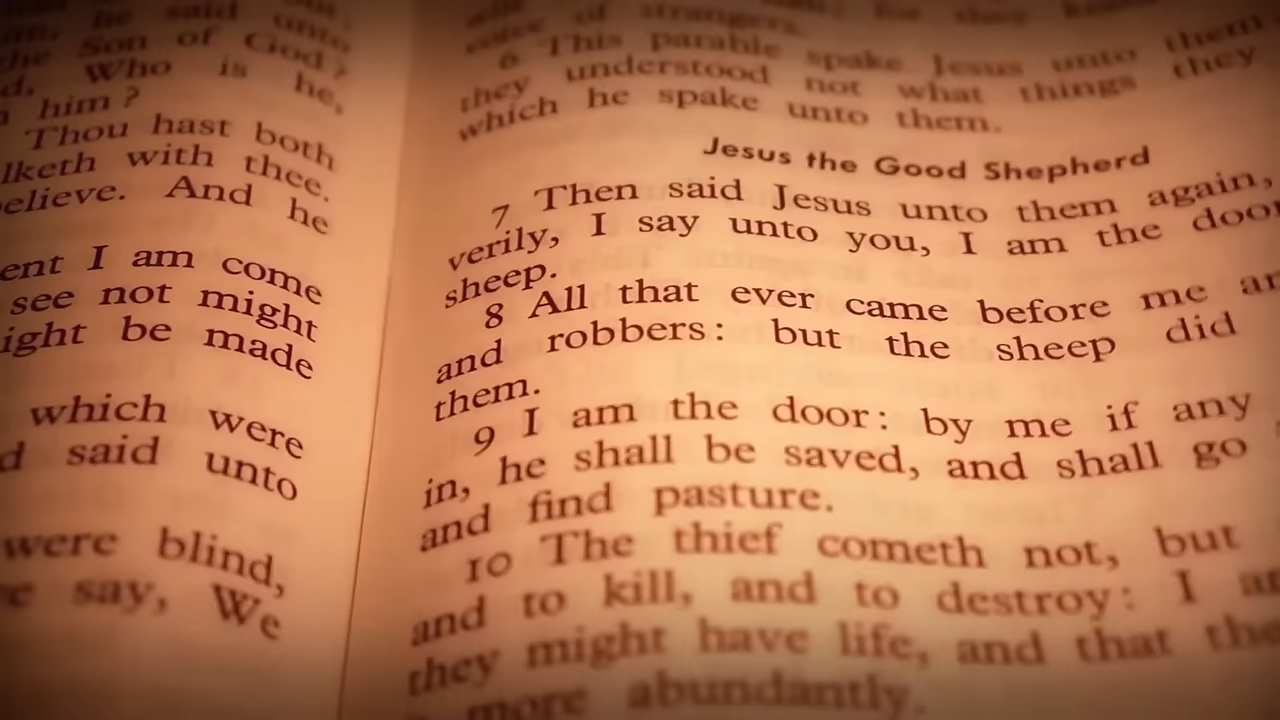 he said unto
the Son of God?
Who is he,
him?
Thou hast both
lketh with thee.
elieve. And he
ent I am come
see not might
ight be made
which were
d said unto
were blind,
e say, We
of strangers.
6 This parable spake Jesus unto them:
they understood not what things they
which he spake unto them.
Jesus the Good Shepherd
7 Then said Jesus unto them again,
verily, I say unto you, I am the door
sheep.
8 All that ever came before me ar
and robbers: but the sheep did
them.
9 I am the door: by me if any
in, he shall be saved, and shall go
and find pasture.
10 The thief cometh not, but
and to kill, and to destroy: I a
they might have life, and that the
more abundantly.